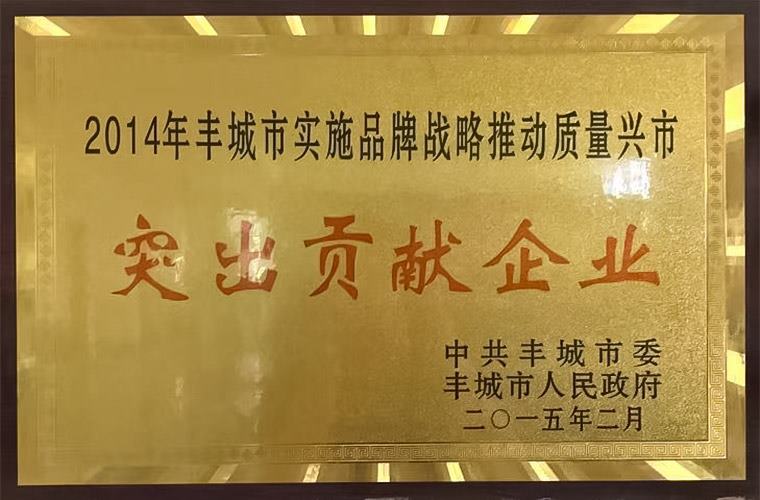 2014年丰城市实施品牌战略推动质量兴市
突出贡献企业
中共丰城市委
丰城市人民政府
二〇一五年二月